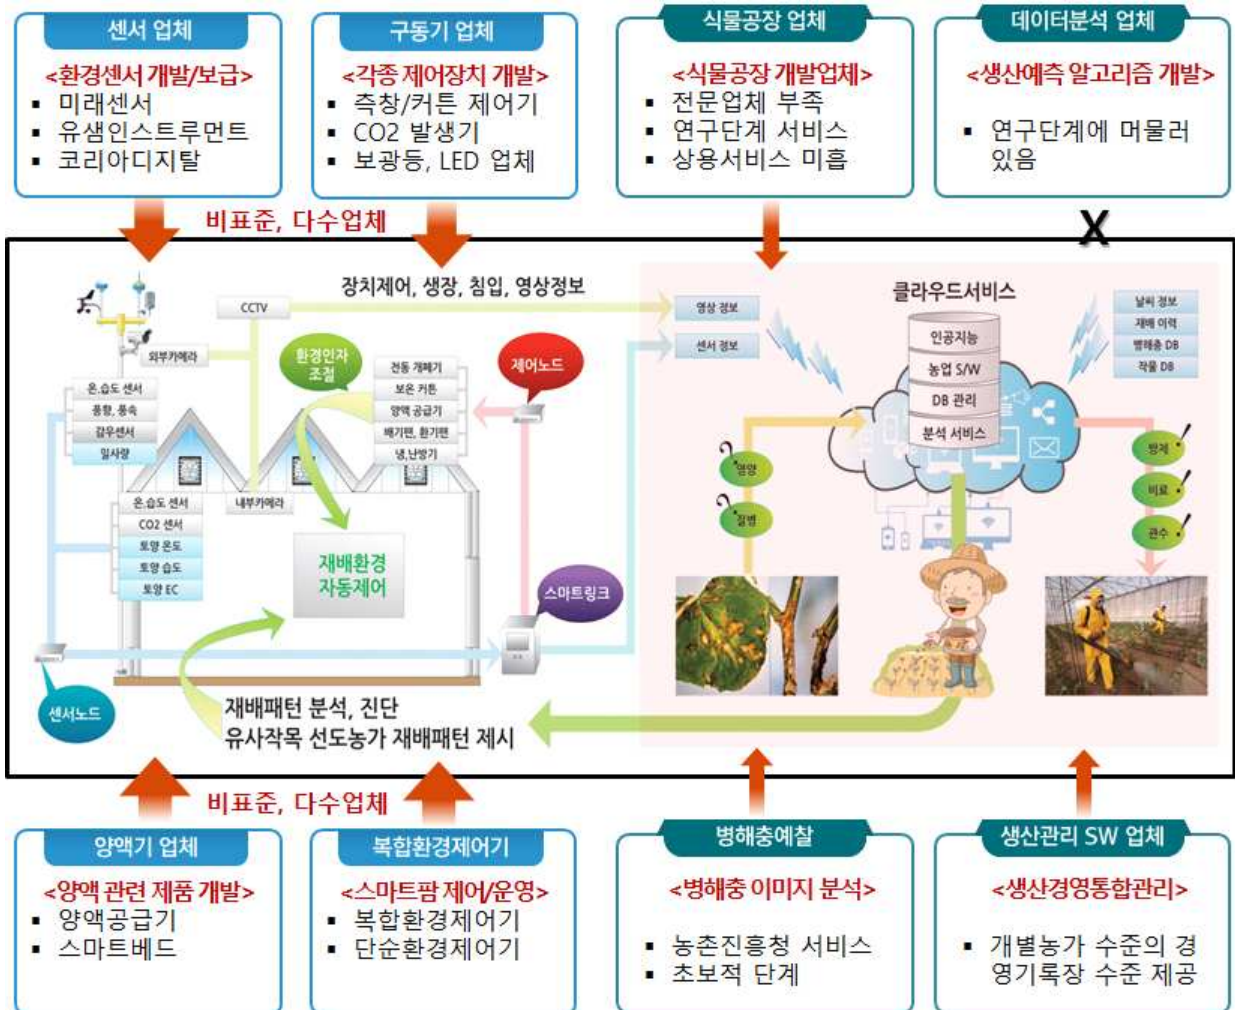 센서 업체
<환경센서 개발/보급>
▪ 미래센서
▪ 유샘인스트루먼트
▪ 코리아디지탈
구동기 업체
<각종 제어장치 개발>
▪ 측창/커튼 제어기
▪ CO2 발생기
▪ 보광등, LED 업체
식물공장 업체
<식물공장 개발업체>
▪ 전문업체 부족
▪ 연구단계 서비스
▪ 상용서비스 미흡
데이터분석 업체
<생산예측 알고리즘 개발>
▪ 연구단계에 머물러
있음
비표준, 다수업체
X
장치제어, 생장, 침입, 영상정보
CCTV
외부카메라
환경인자
조절
전동 개폐기
보온 커튼
양액 공급기
배기팬, 환기팬
냉,난방기
제어노드
온,습도 센서
풍향, 풍속
감우센서
일사량
온,습도 센서
CO2 센서
토양 온도
토양 습도
토양 EC
내부카메라
재배환경
자동제어
스마트링크
센서노드
재배패턴 분석, 진단
유사작목 선도농가 재배패턴 제시
영상 정보
센서 정보
클라우드서비스
인공지능
농업 S/W
DB 관리
분석 서비스
날씨 정보
재배 이력
병해충 DB
작물 DB
영양
?
질병
?
방제
!
비료
!
관수
!
비표준, 다수업체
양액기 업체
<양액 관련 제품 개발>
▪ 양액공급기
▪ 스마트베드
복합환경제어기
<스마트팜 제어/운영>
▪ 복합환경제어기
▪ 단순환경제어기
병해충예찰
<병해충 이미지 분석>
▪ 농촌진흥청 서비스
▪ 초보적 단계
생산관리 SW 업체
<생산경영통합관리>
▪ 개별농가 수준의 경
영기록장 수준 제공